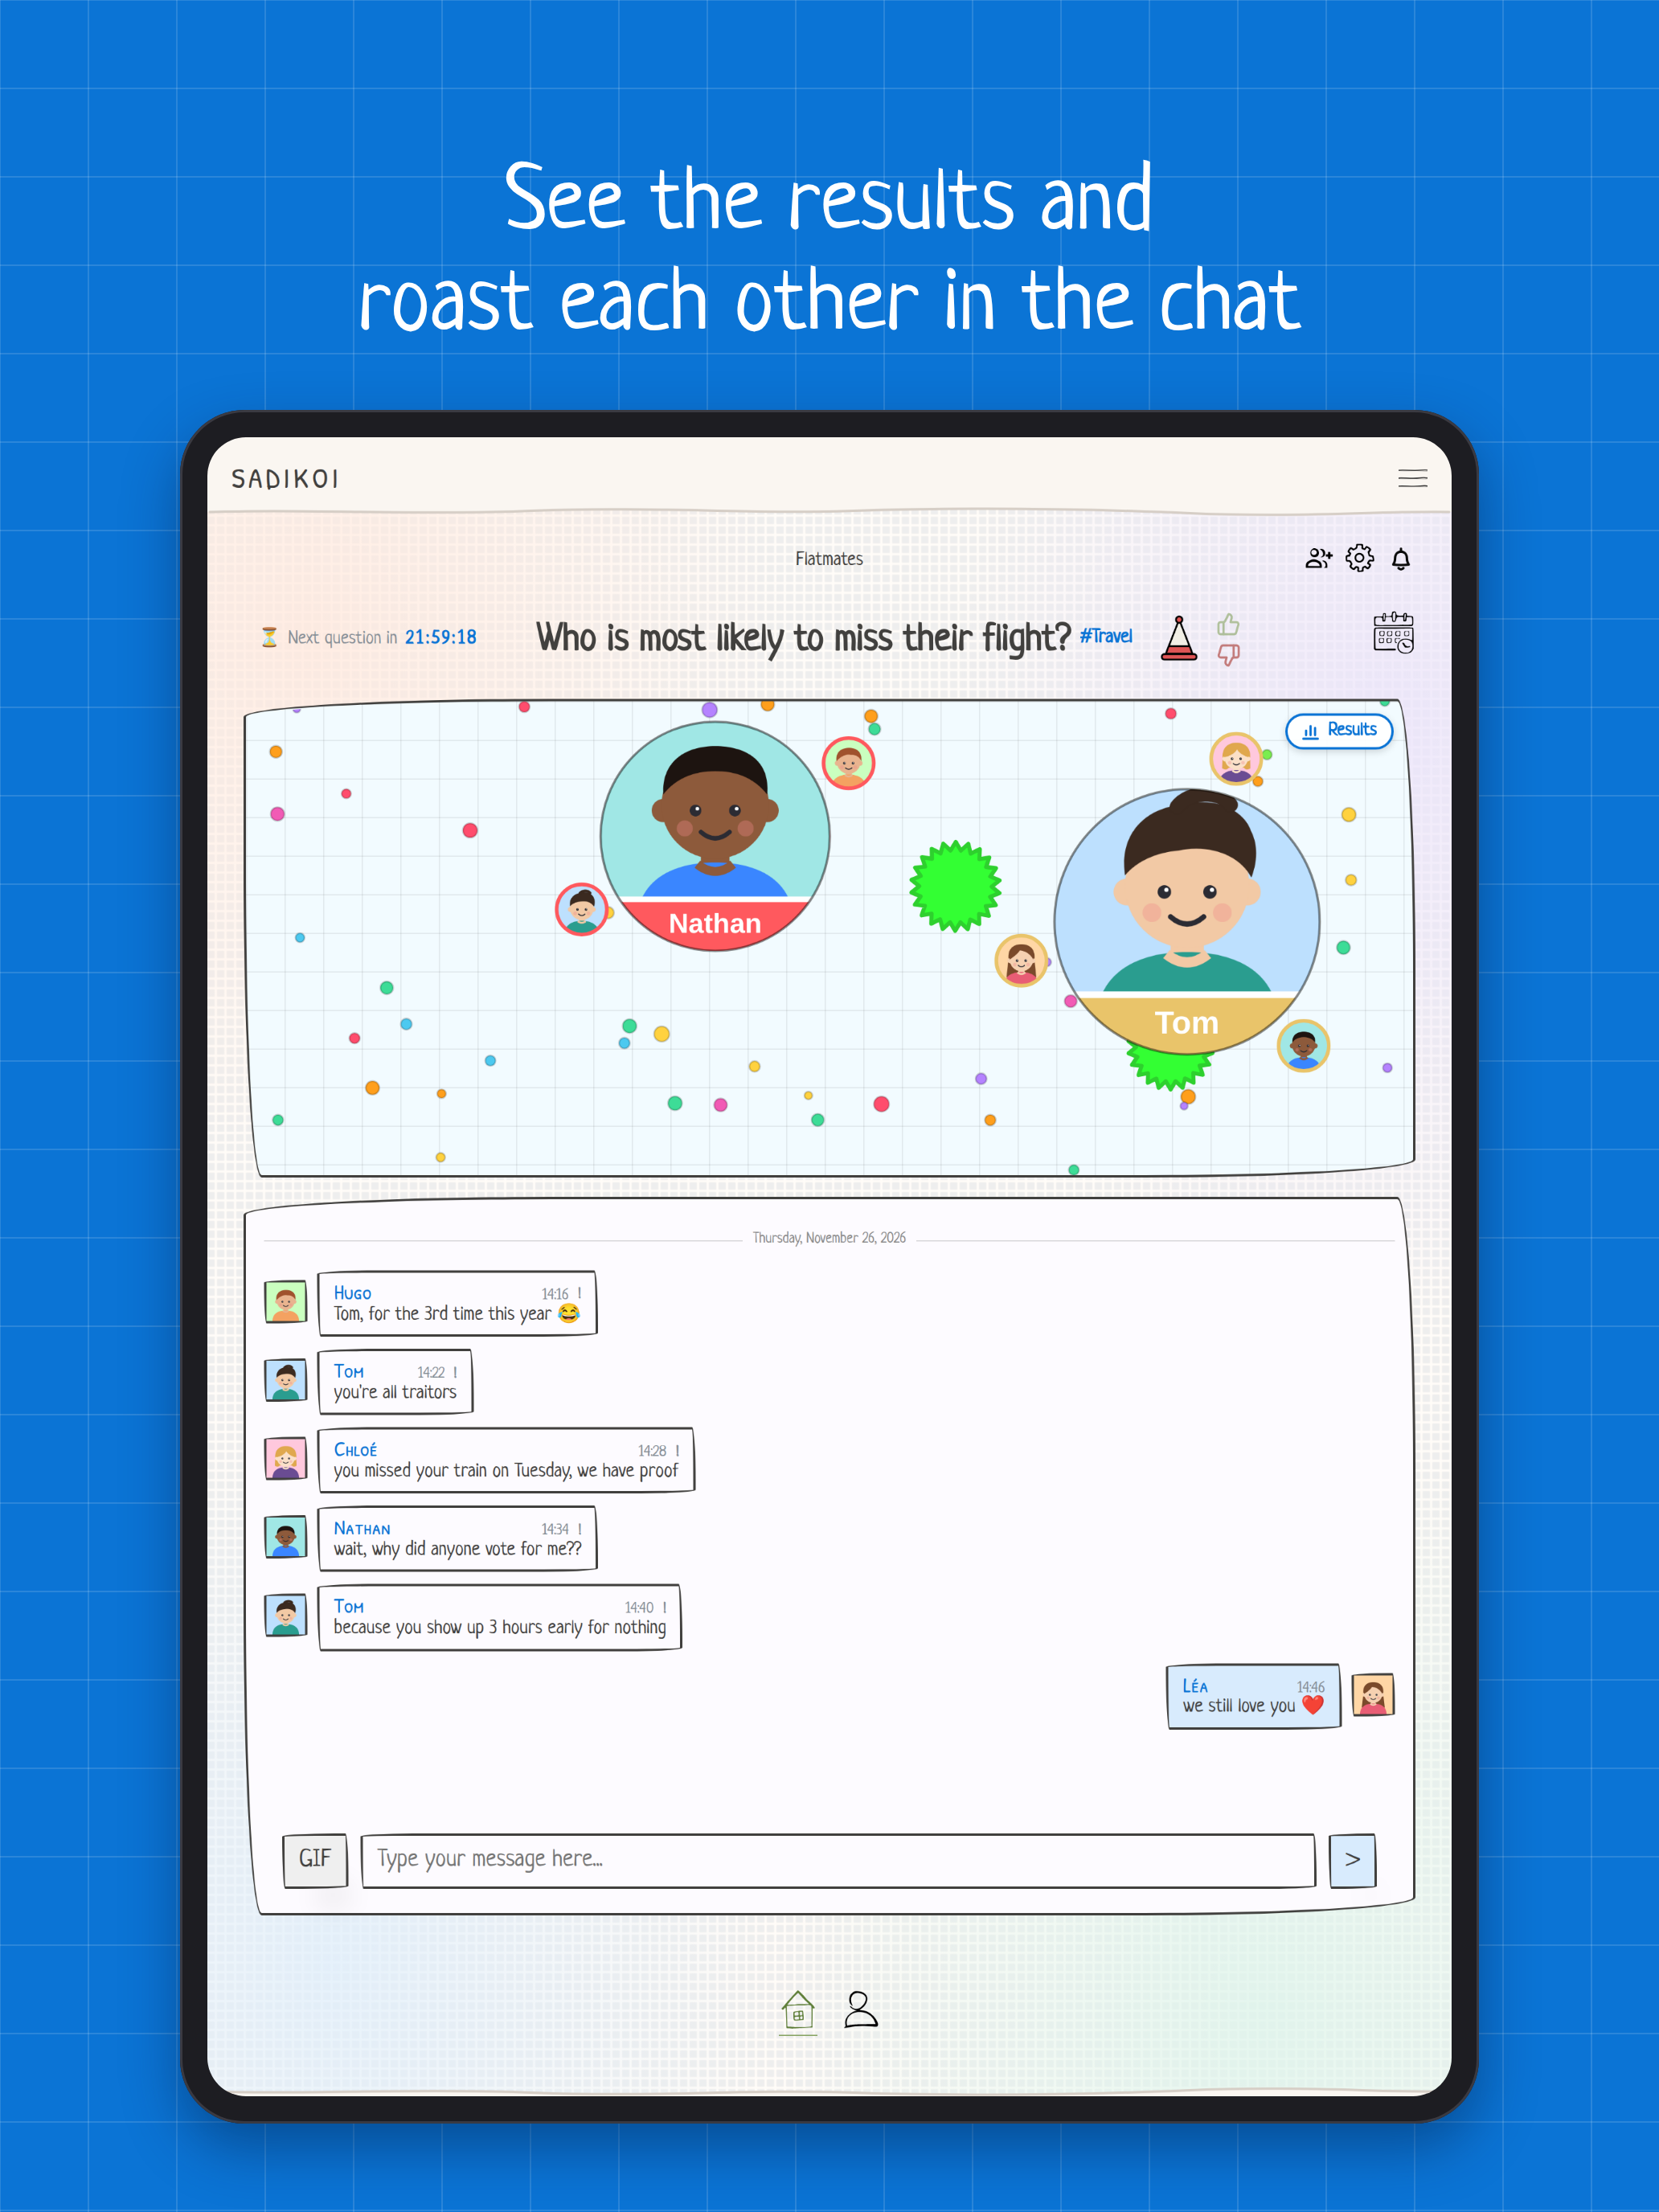 See the results and
roast each other in the chat
SADIKOI
Flatmates
⏳ Next question in 21:59:18
Who is most likely to miss their flight? #Travel
Results
Nathan
Tom
Thursday, November 26, 2026
Hugo 14:16 !
Tom, for the 3rd time this year 😂
Tom 14:22 !
you're all traitors
Chloé 14:28 !
you missed your train on Tuesday, we have proof
Nathan 14:34 !
wait, why did anyone vote for me??
Tom 14:40 !
because you show up 3 hours early for nothing
Léa 14:46
we still love you ❤️
GIF
Type your message here...
>